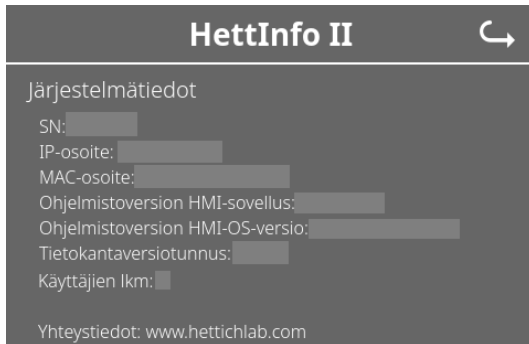 HettInfo II
Järjestelmätiedot
SN:
IP-osoite:
MAC-osoite:
Ohjelmistoversion HMI-sovellus:
Ohjelmistoversion HMI-OS-versio:
Tietokantaversiotunnus:
Käyttäjien lkm:
Yhteystiedot: www.hettichlab.com